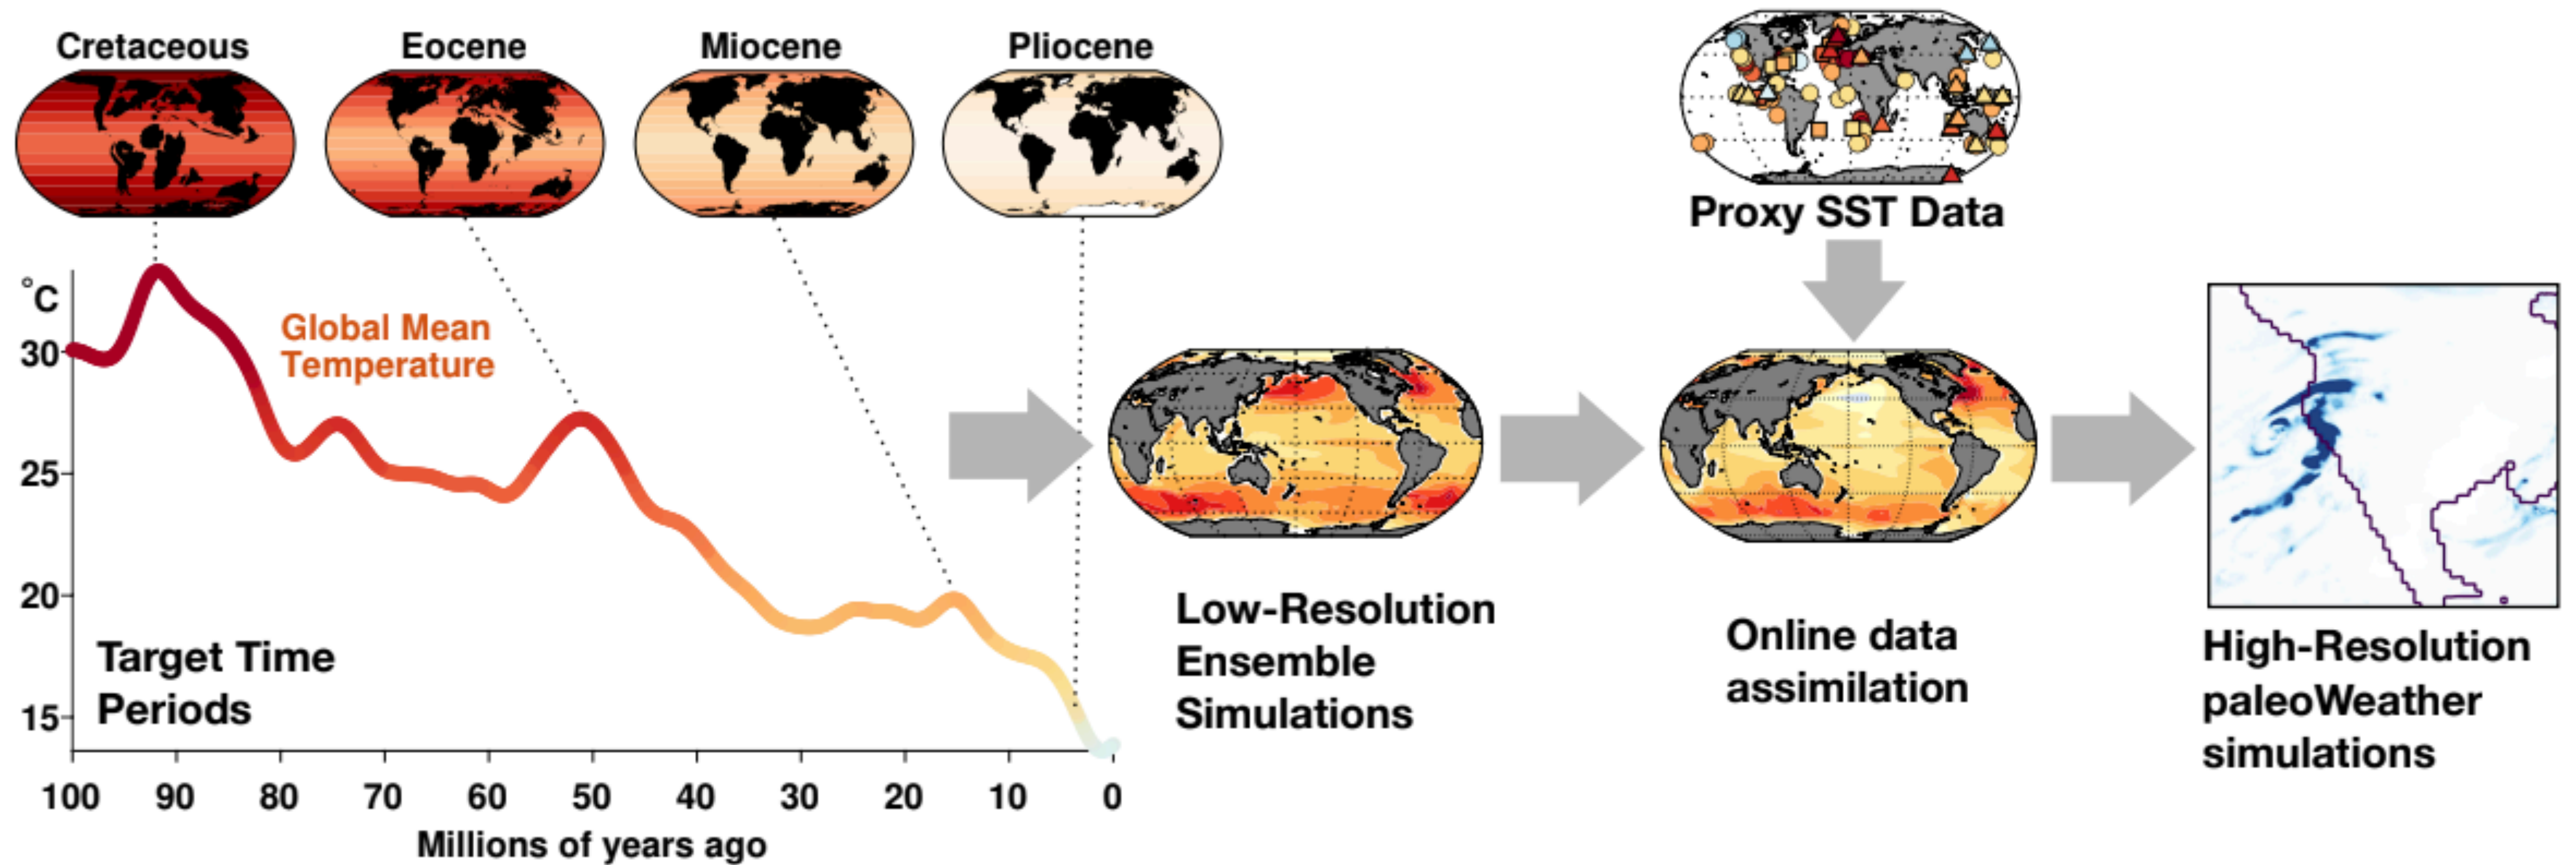 Cretaceous
Eocene
Miocene
Pliocene
°C
30
25
20
15
Global Mean
Temperature
Target Time
Periods
100
90
80
70
60
50
40
30
20
10
0
Millions of years ago
Low-Resolution
Ensemble
Simulations
Proxy SST Data
Online data
assimilation
High-Resolution
paleoWeather
simulations